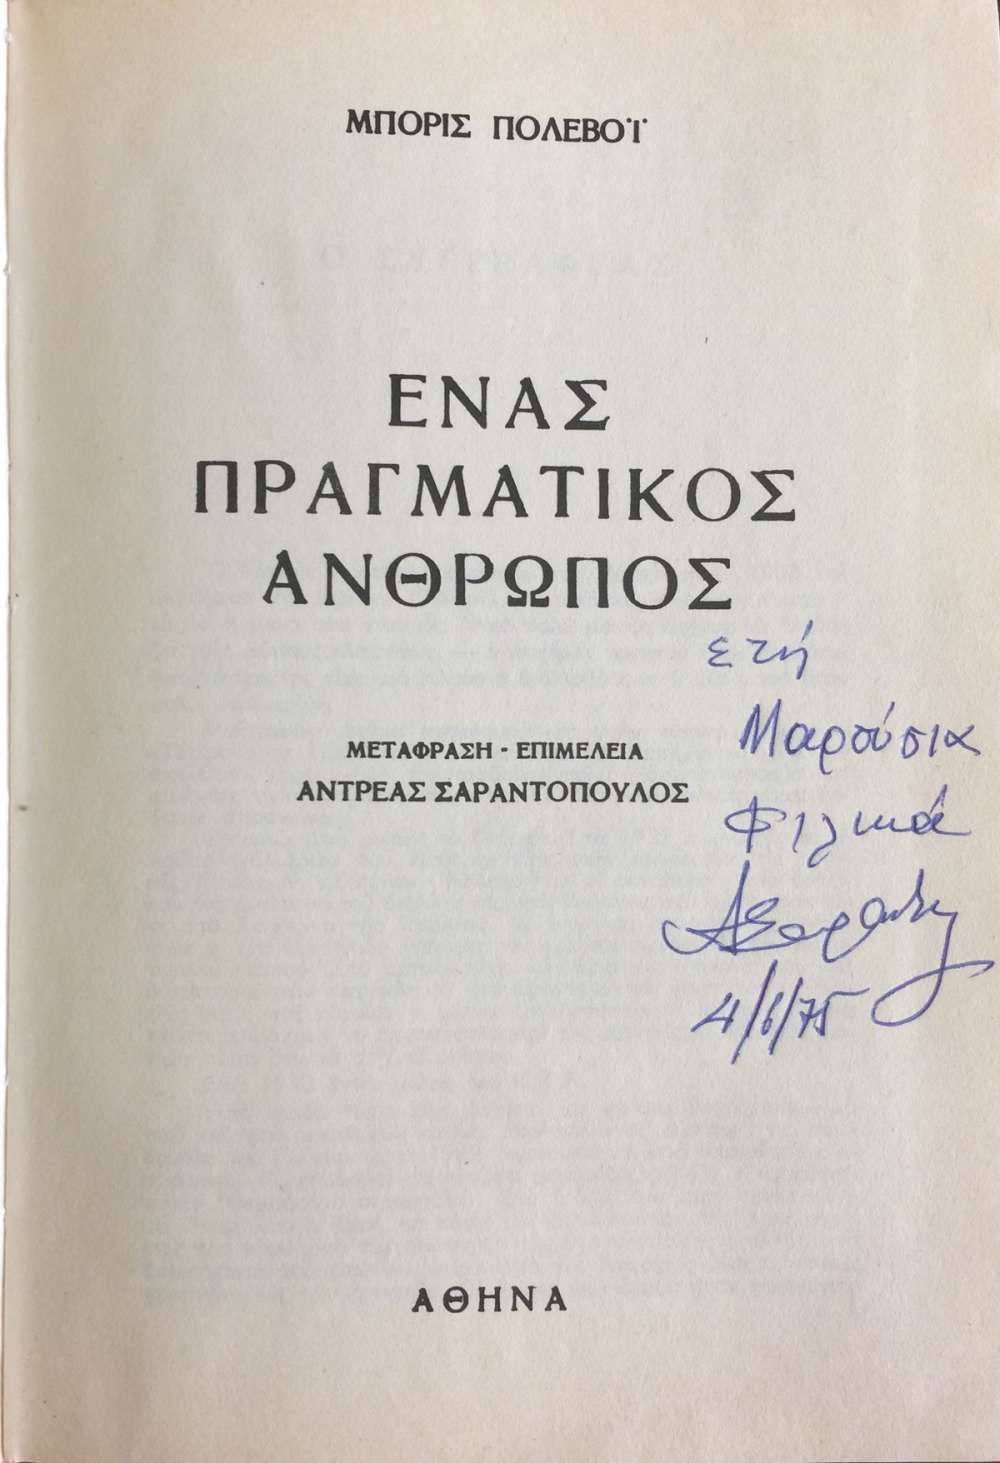 ΜΠΟΡΙΣ ΠΟΛΕΒΟΪ
ΕΝΑΣ
ΠΡΑΓΜΑΤΙΚΟΣ
ΑΝΘΡΩΠΟΣ
ΜΕΤΑΦΡΑΣΗ - ΕΠΙΜΕΛΕΙΑ
ΑΝΤΡΕΑΣ ΣΑΡΑΝΤΟΠΟΥΛΟΣ
Στή
Μαρούσια
Φιλικά
4/6/75
ΑΘΗΝΑ